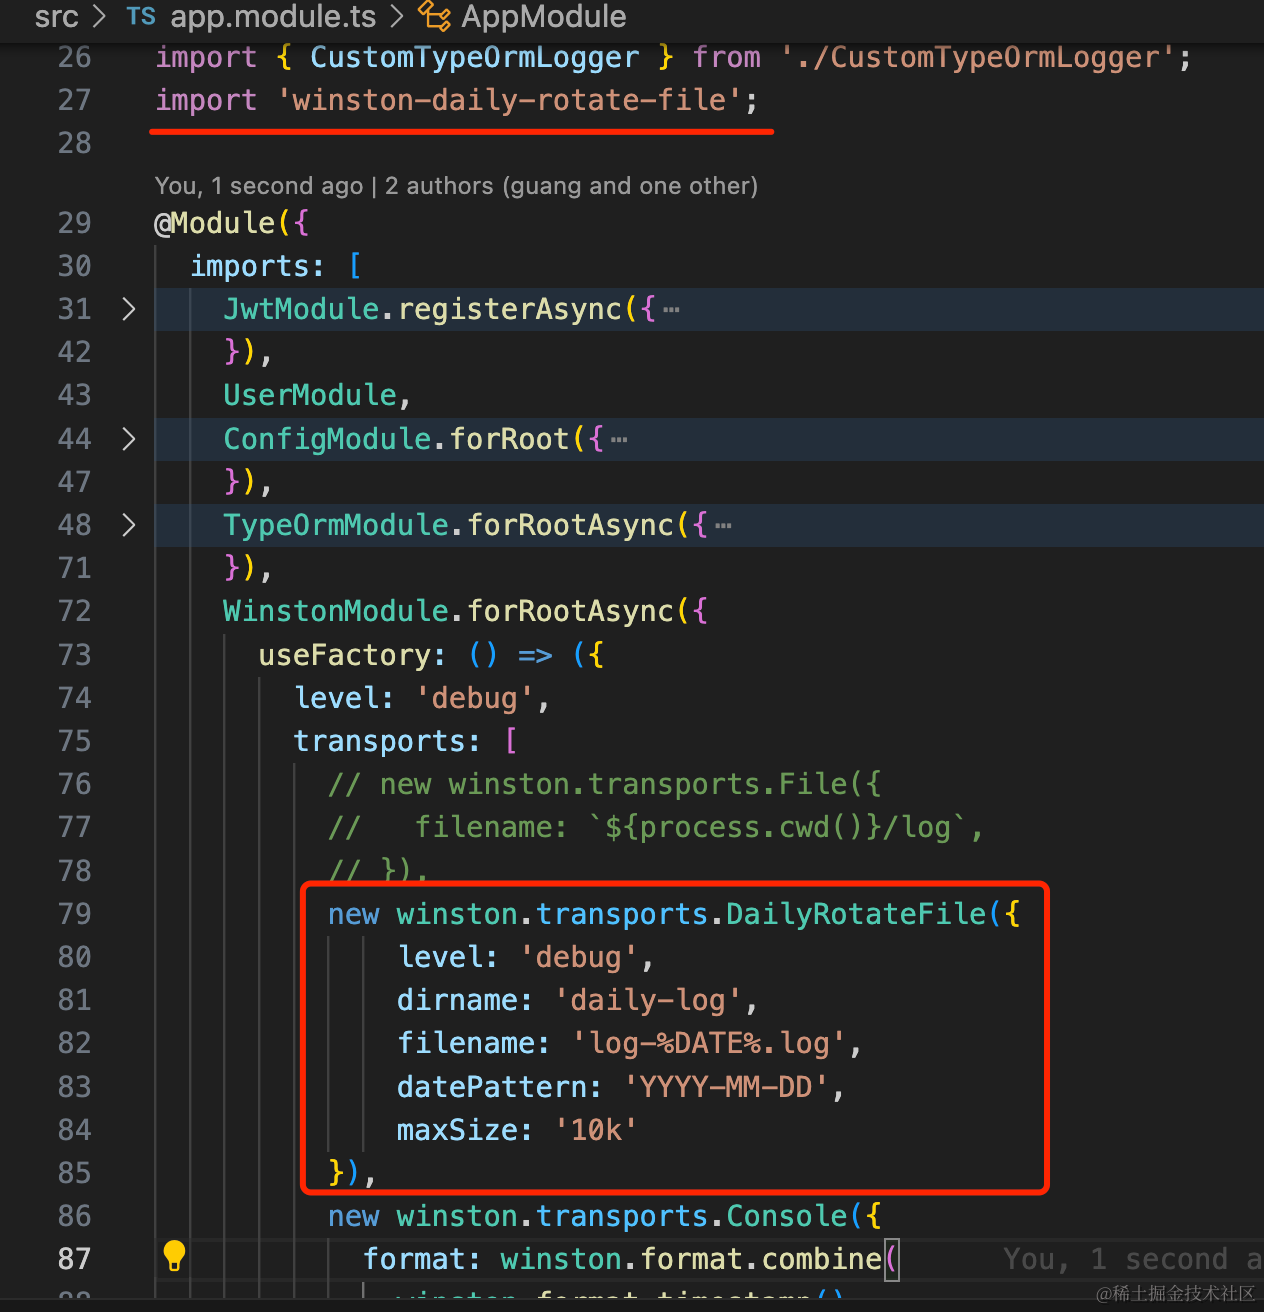 src > TS app.module.ts > AppModule
26 import { CustomTypeOrmLogger } from './CustomTypeOrmLogger';
27 import 'winston-daily-rotate-file';
28
You, 1 second ago | 2 authors (guang and one other)
29 @Module({
30 imports: [
31 > JwtModule.registerAsync({ ⋯
42 }),
43 UserModule,
44 > ConfigModule.forRoot({ ⋯
47 }),
48 > TypeOrmModule.forRootAsync({ ⋯
71 }),
72 WinstonModule.forRootAsync({
73 useFactory: () => ({
74 level: 'debug',
75 transports: [
76 // new winston.transports.File({
77 //   filename: `${process.cwd()}/log`,
78 // }),
79 new winston.transports.DailyRotateFile({
80 level: 'debug',
81 dirname: 'daily-log',
82 filename: 'log-%DATE%.log',
83 datePattern: 'YYYY-MM-DD',
84 maxSize: '10k'
85 }),
86 new winston.transports.Console({
87 format: winston.format.combine( You, 1 second a
88 winston.format.timestamp()
@稀土掘金技术社区